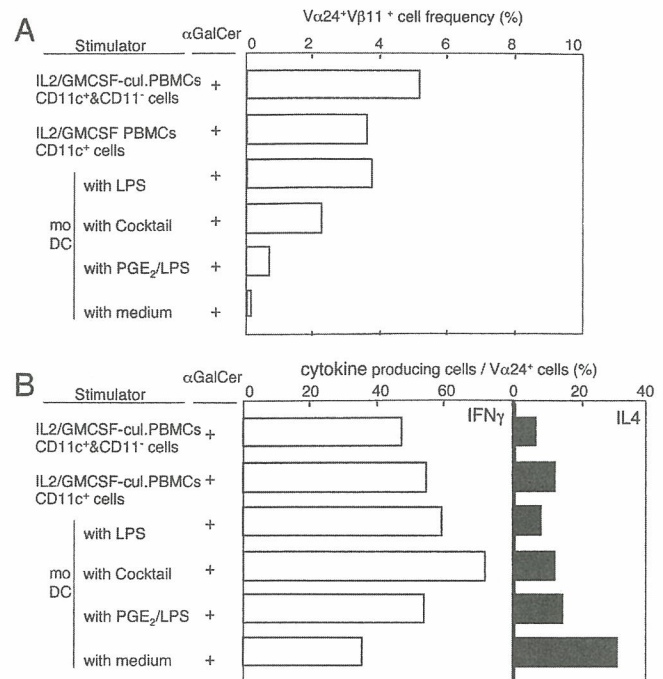 A
Vα24+Vβ11 + cell frequency (%)
Stimulator
αGalCer
0 2 4 6 8 10
IL2/GMCSF-cul.PBMCs
CD11c+&CD11- cells
+
IL2/GMCSF PBMCs
CD11c+ cells
+
mo
DC
with LPS
+
with Cocktail
+
with PGE2/LPS
+
with medium
+
B
cytokine producing cells / Vα24+ cells (%)
Stimulator
αGalCer
0 20 40 60 0 20 40
IFNγ
IL4
IL2/GMCSF-cul.PBMCs
CD11c+&CD11- cells
+
IL2/GMCSF-cul.PBMCs
CD11c+ cells
+
mo
DC
with LPS
+
with Cocktail
+
with PGE2/LPS
+
with medium
+